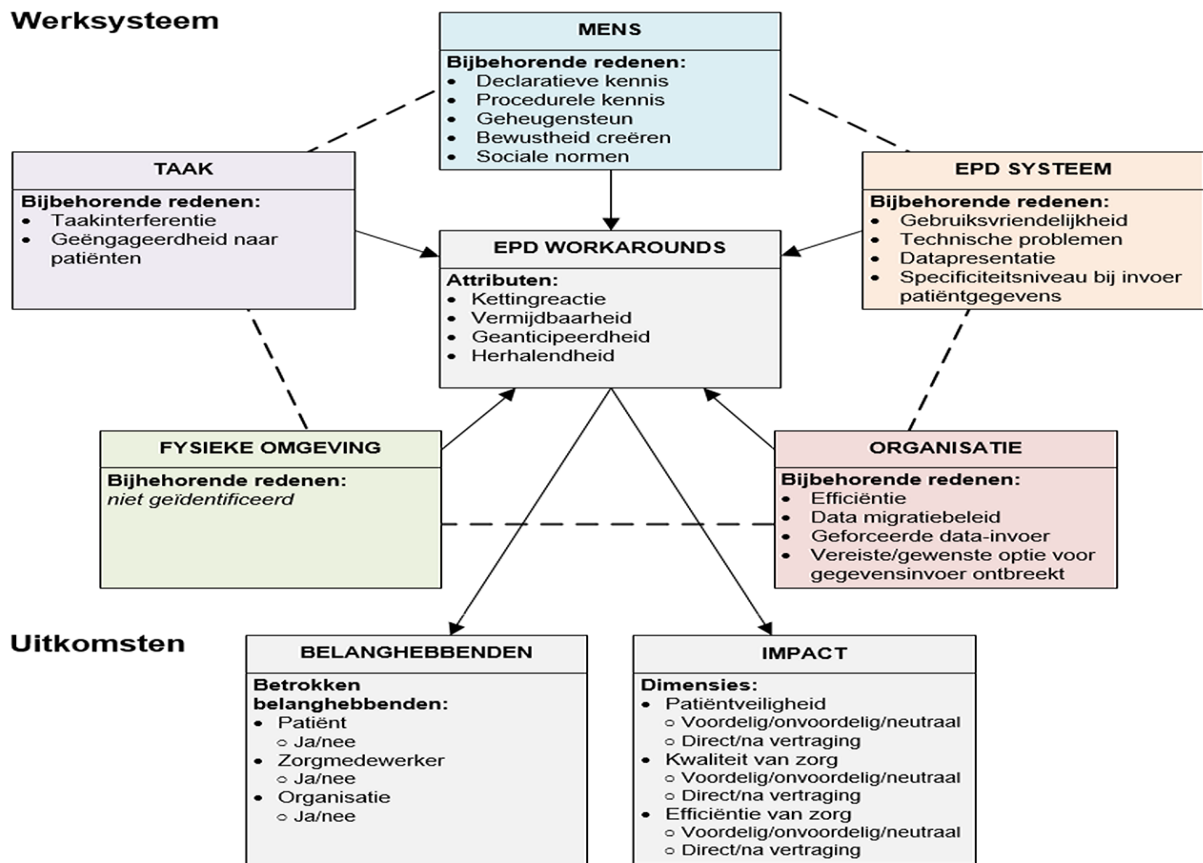 Werksysteem
MENS
Bijbehorende redenen:
• Declaratieve kennis
• Procedurele kennis
• Geheugensteun
• Bewustheid creëren
• Sociale normen
TAAK
Bijbehorende redenen:
• Taakinterferentie
• Geëngageerdheid naar
patiënten
EPD SYSTEEM
Bijbehorende redenen:
• Gebruiksvriendelijkheid
• Technische problemen
• Datapresentatie
• Specificiteitsniveau bij invoer
patiëntgegevens
EPD WORKAROUNDS
Attributen:
• Kettingreactie
• Vermijdbaarheid
• Geanticipeerdheid
• Herhalendheid
FYSIEKE OMGEVING
Bijhehorende redenen:
niet geïdentificeerd
ORGANISATIE
Bijbehorende redenen:
• Efficiëntie
• Data migratiebeleid
• Geforceerde data-invoer
• Vereiste/gewenste optie voor
gegevensinvoer ontbreekt
Uitkomsten
BELANGHEBBENDEN
Betrokken
belanghebbenden:
• Patiënt
o Ja/nee
• Zorgmedewerker
o Ja/nee
• Organisatie
o Ja/nee
IMPACT
Dimensies:
• Patiëntveiligheid
o Voordelig/onvoordelig/neutraal
o Direct/na vertraging
• Kwaliteit van zorg
o Voordelig/onvoordelig/neutraal
o Direct/na vertraging
• Efficiëntie van zorg
o Voordelig/onvoordelig/neutraal
o Direct/na vertraging